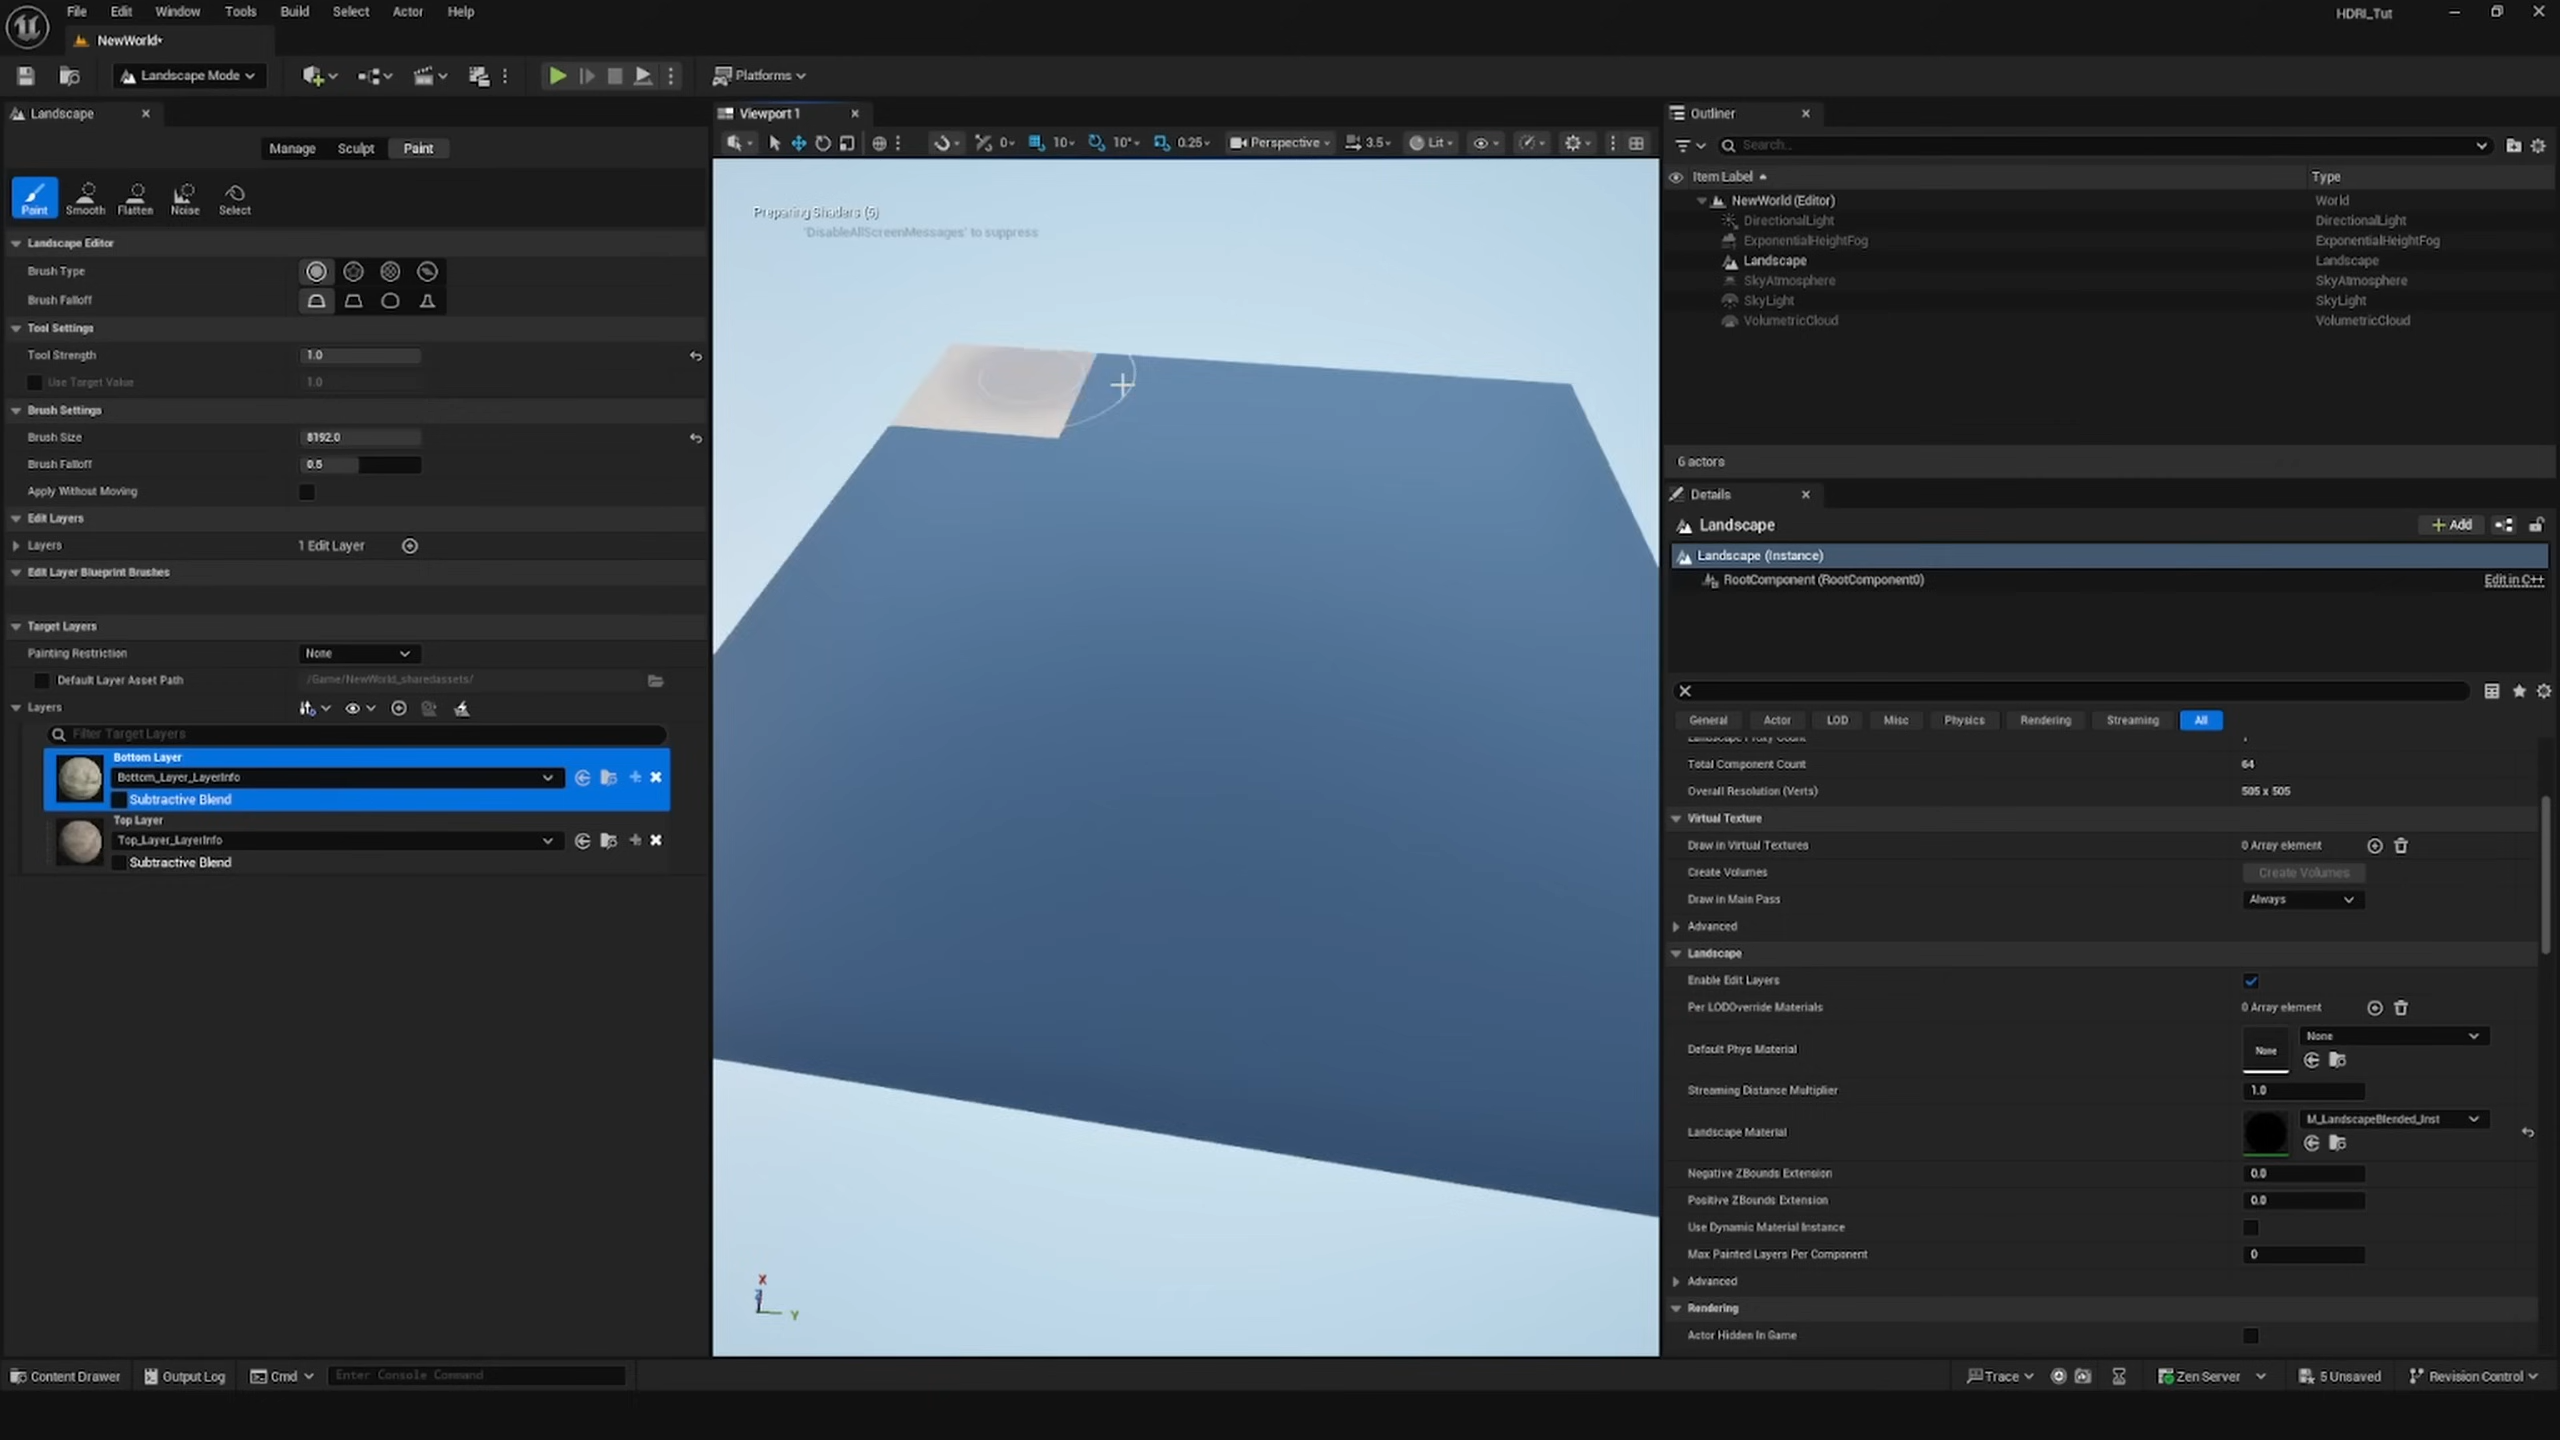 File Edit Window Tools Build Select Actor Help
HDRI_Tut
NewWorld•
Landscape Mode
Platforms
Landscape
Manage Sculpt Paint
Paint Smooth Flatten Noise Select
Landscape Editor
Brush Type
Brush Falloff
Tool Settings
Tool Strength 1.0
Use Target Value 1.0
Brush Settings
Brush Size 8192.0
Brush Falloff 0.5
Apply Without Moving
Edit Layers
Layers 1 Edit Layer
Edit Layer Blueprint Brushes
Target Layers
Painting Restriction None
Default Layer Asset Path /Game/NewWorld_sharedassets/
Layers
Filter Target Layers
Bottom Layer
Bottom_Layer_LayerInfo
Subtractive Blend
Top Layer
Top_Layer_LayerInfo
Subtractive Blend
Viewport 1
0 10 10° 0.25 Perspective 3.5 Lit
Preparing Shaders (5)
'DisableAllScreenMessages' to suppress
X
Z
Y
Outliner
Search...
Item Label Type
NewWorld (Editor) World
DirectionalLight DirectionalLight
ExponentialHeightFog ExponentialHeightFog
Landscape Landscape
SkyAtmosphere SkyAtmosphere
SkyLight SkyLight
VolumetricCloud VolumetricCloud
6 actors
Details
Landscape Add
Landscape (Instance)
RootComponent (RootComponent0) Edit in C++
General Actor LOD Misc Physics Rendering Streaming All
Landscape Proxy Count 1
Total Component Count 64
Overall Resolution (Verts) 505 x 505
Virtual Texture
Draw in Virtual Textures 0 Array element
Create Volumes Create Volumes
Draw in Main Pass Always
Advanced
Landscape
Enable Edit Layers
Per LODOverride Materials 0 Array element
Default Phys Material None None
Streaming Distance Multiplier 1.0
Landscape Material M_LandscapeBlended_Inst
Negative ZBounds Extension 0.0
Positive ZBounds Extension 0.0
Use Dynamic Material Instance
Max Painted Layers Per Component 0
Advanced
Rendering
Actor Hidden In Game
Content Drawer Output Log Cmd Enter Console Command
Trace Zen Server 5 Unsaved Revision Control